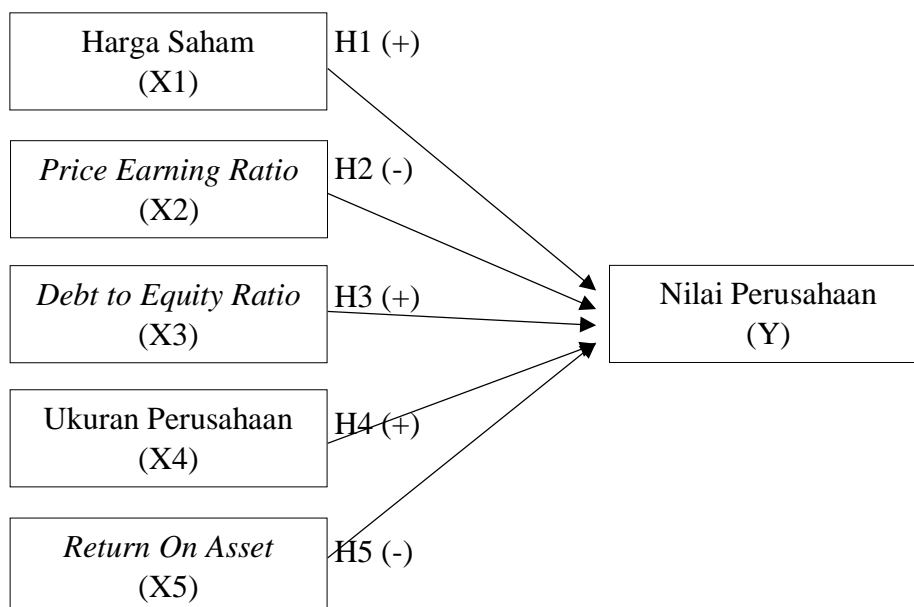 Harga Saham
(X1)
H1 (+)
Price Earning Ratio
(X2)
H2 (-)
Debt to Equity Ratio
(X3)
H3 (+)
Nilai Perusahaan
(Y)
Ukuran Perusahaan
(X4)
H4 (+)
Return On Asset
(X5)
H5 (-)